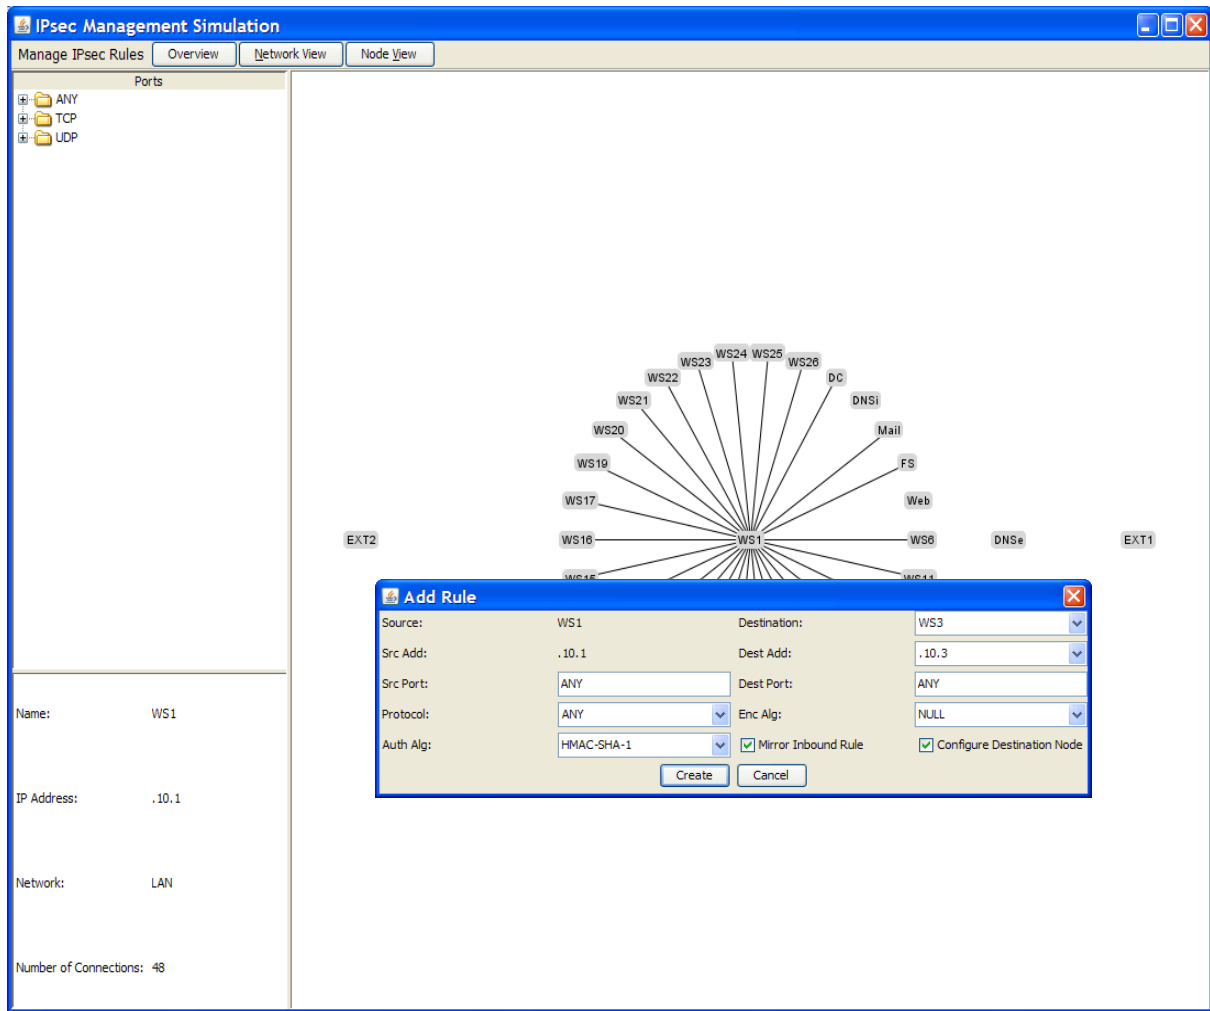 IPsec Management Simulation
Manage IPsec Rules Overview Network View Node View
Ports
ANY
TCP
UDP
WS24 WS25
WS23 WS26
WS22 DC
WS21 DNSi
WS20 Mail
WS19 FS
WS17 Web
EXT2 WS16 WS1 WS6 DNSe EXT1
WS15 WS11
Add Rule
Source: WS1 Destination: WS3
Src Add: .10.1 Dest Add: .10.3
Src Port: ANY Dest Port: ANY
Protocol: ANY Enc Alg: NULL
Auth Alg: HMAC-SHA-1 Mirror Inbound Rule Configure Destination Node
Create Cancel
Name: WS1
IP Address: .10.1
Network: LAN
Number of Connections: 48